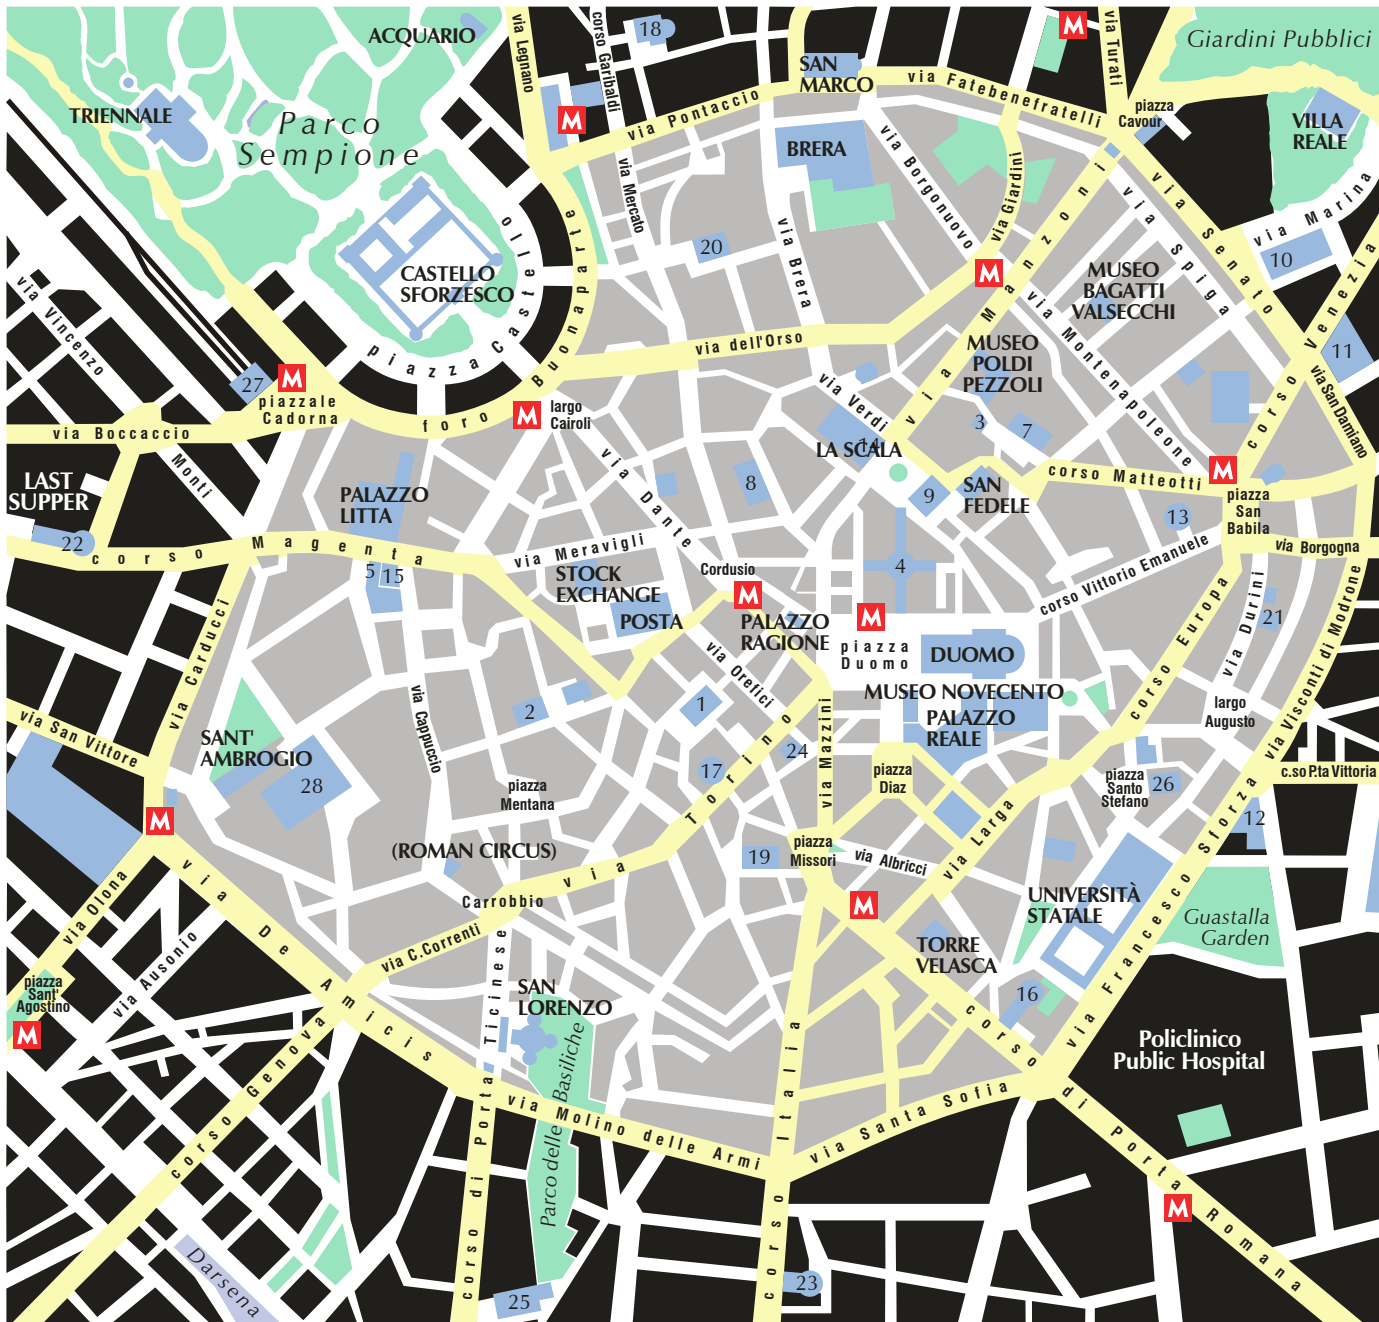 ACQUARIO
via Legnano
corso Garibaldi
18
M
via Turati
Giardini Pubblici
SAN
MARCO
via Fatebenefratelli
piazza
Cavour
TRIENNALE
Parco
Sempione
M
via Pontaccio
VILLA
REALE
BRERA
via Borgonuovo
via Giardini
via Mercato
via Marina
via Senato
via Spiga
via Manzoni
via Brera
20
10
CASTELLO
SFORZESCO
M
MUSEO
BAGATTI
VALSECCHI
via Vincenzo
piazza Castello
foro Buonaparte
via dell'Orso
via Montenapoleone
corso Venezia
11
MUSEO
POLDI
PEZZOLI
27
M
piazzale
Cadorna
M
largo
Cairoli
via Verdi
via San Damiano
via Boccaccio
3
7
LA SCALA
14
Monti
LAST
SUPPER
PALAZZO
LITTA
via Dante
8
9
SAN
FEDELE
corso Matteotti
M
piazza
San
Babila
13
22
corso Magenta
via Meravigli
via Borgogna
5
15
STOCK
EXCHANGE
Cordusio
M
4
corso Vittorio Emanuele
via Durini
21
POSTA
PALAZZO
RAGIONE
M
piazza
Duomo
DUOMO
corso Europa
via Visconti di Modrone
via Carducci
via Orefici
via Cappuccio
MUSEO NOVECENTO
PALAZZO
REALE
largo
Augusto
via San Vittore
2
1
SANT'
AMBROGIO
28
17
24
via Mazzini
piazza
Diaz
piazza
Santo
Stefano
26
c.so P.ta Vittoria
piazza
Mentana
via Torino
via Larga
12
M
(ROMAN CIRCUS)
19
piazza
Missori
via Albricci
via Francesco Sforza
via Olona
Carrobbio
M
UNIVERSITÀ
STATALE
Guastalla
Garden
via Ausonio
via De Amicis
via C.Correnti
TORRE
VELASCA
piazza
Sant'
Agostino
M
SAN
LORENZO
16
corso di Porta Ticinese
Parco delle Basiliche
corso Genova
corso Italia
corso di Porta Romana
Policlinico
Public Hospital
via Molino delle Armi
via Santa Sofia
M
Darsena
25
23